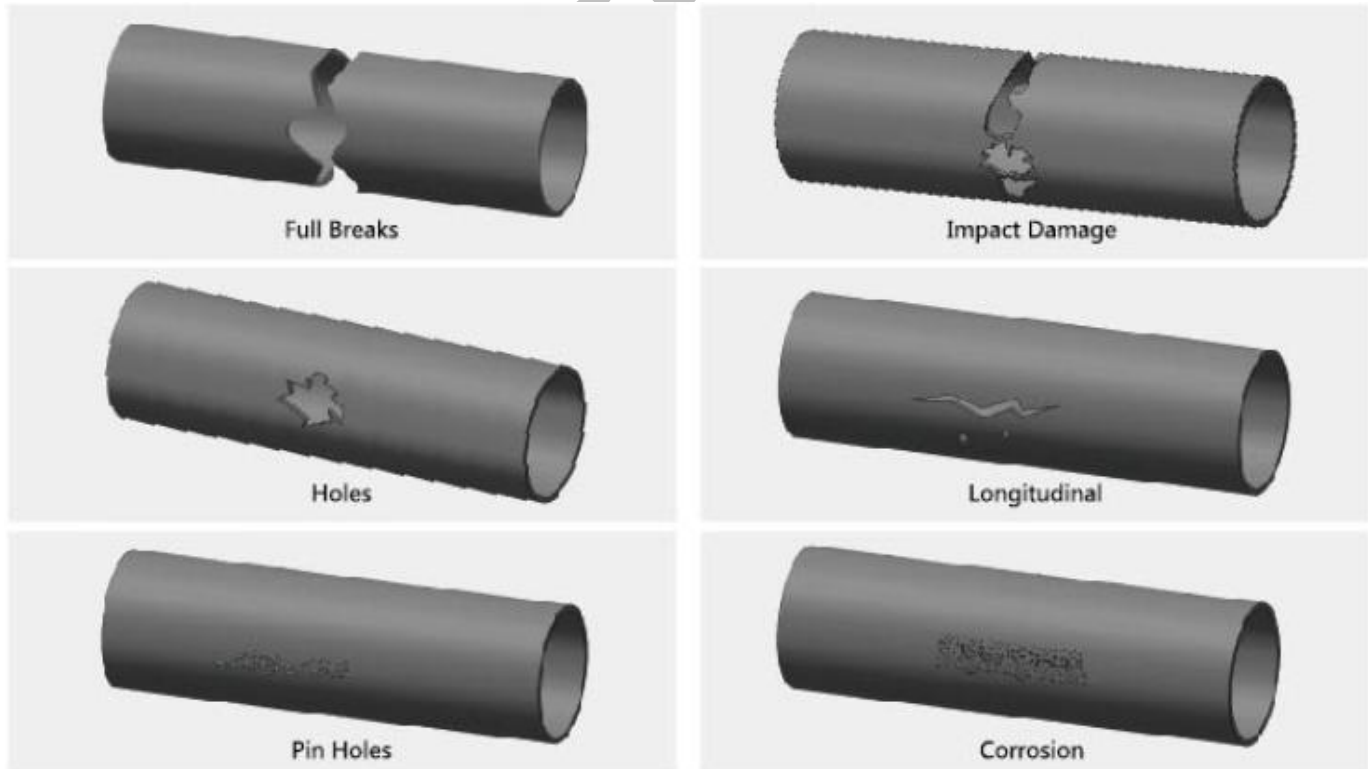 Full Breaks
Impact Damage
Holes
Longitudinal
Pin Holes
Corrosion